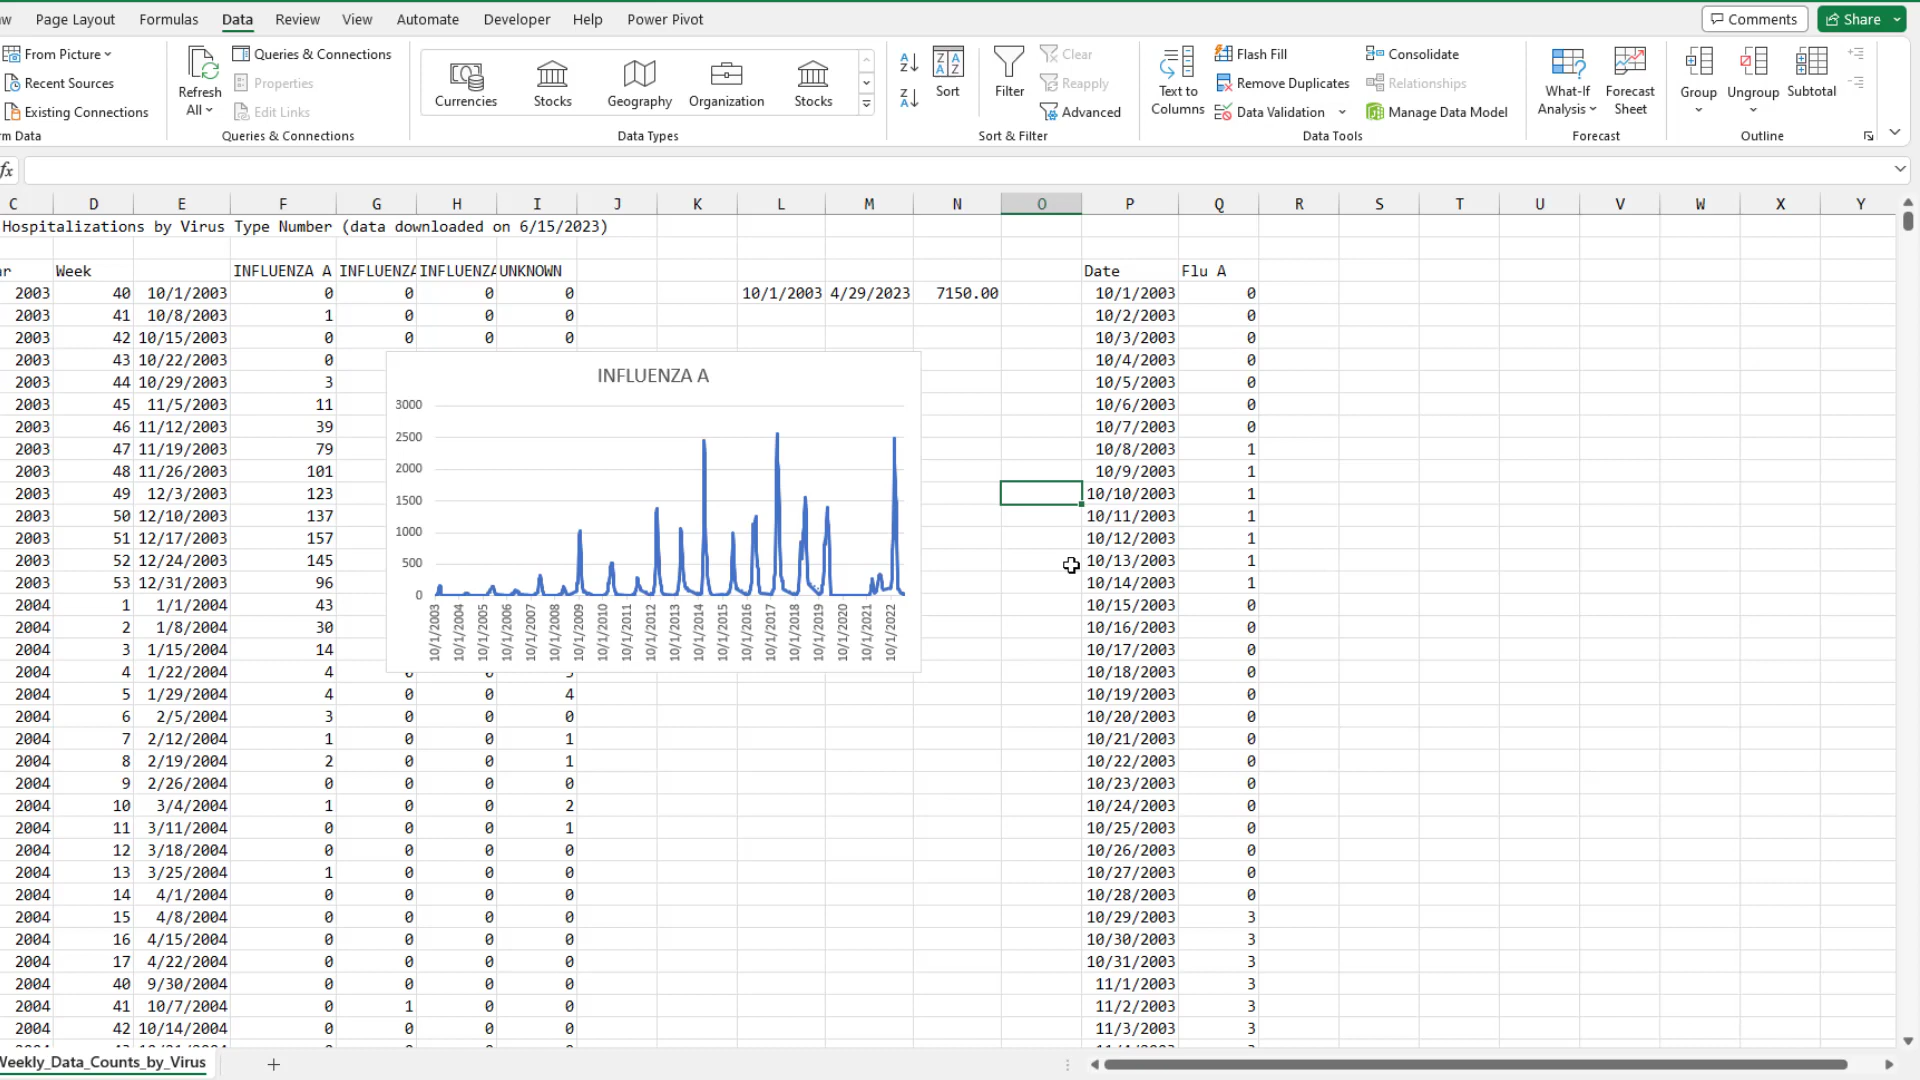 w Page Layout Formulas Data Review View Automate Developer Help Power Pivot Comments Share
From Picture
Recent Sources
Existing Connections
m Data
Refresh All
Queries & Connections
Properties
Edit Links
Queries & Connections
Currencies Stocks Geography Organization Stocks
Data Types
Sort
Filter
Clear
Reapply
Advanced
Sort & Filter
Text to Columns
Flash Fill
Remove Duplicates
Data Validation
Consolidate
Relationships
Manage Data Model
Data Tools
What-If Analysis
Forecast Sheet
Forecast
Group Ungroup Subtotal
Outline
fx
C D E F G H I J K L M N O P Q R S T U V W X Y
Hospitalizations by Virus Type Number (data downloaded on 6/15/2023)
r Week INFLUENZA A INFLUENZA INFLUENZA UNKNOWN Date Flu A
2003 40 10/1/2003 0 0 0 0 10/1/2003 4/29/2023 7150.00 10/1/2003 0
2003 41 10/8/2003 1 0 0 0 10/2/2003 0
2003 42 10/15/2003 0 0 0 0 10/3/2003 0
2003 43 10/22/2003 0 10/4/2003 0
2003 44 10/29/2003 3 10/5/2003 0
2003 45 11/5/2003 11 10/6/2003 0
2003 46 11/12/2003 39 10/7/2003 0
2003 47 11/19/2003 79 10/8/2003 1
2003 48 11/26/2003 101 10/9/2003 1
2003 49 12/3/2003 123 10/10/2003 1
2003 50 12/10/2003 137 10/11/2003 1
2003 51 12/17/2003 157 10/12/2003 1
2003 52 12/24/2003 145 10/13/2003 1
2003 53 12/31/2003 96 10/14/2003 1
2004 1 1/1/2004 43 10/15/2003 0
2004 2 1/8/2004 30 10/16/2003 0
2004 3 1/15/2004 14 10/17/2003 0
2004 4 1/22/2004 4 10/18/2003 0
2004 5 1/29/2004 4 0 0 4 10/19/2003 0
2004 6 2/5/2004 3 0 0 0 10/20/2003 0
2004 7 2/12/2004 1 0 0 1 10/21/2003 0
2004 8 2/19/2004 2 0 0 1 10/22/2003 0
2004 9 2/26/2004 0 0 0 0 10/23/2003 0
2004 10 3/4/2004 1 0 0 2 10/24/2003 0
2004 11 3/11/2004 0 0 0 1 10/25/2003 0
2004 12 3/18/2004 0 0 0 0 10/26/2003 0
2004 13 3/25/2004 1 0 0 0 10/27/2003 0
2004 14 4/1/2004 0 0 0 0 10/28/2003 0
2004 15 4/8/2004 0 0 0 0 10/29/2003 3
2004 16 4/15/2004 0 0 0 0 10/30/2003 3
2004 17 4/22/2004 0 0 0 0 10/31/2003 3
2004 40 9/30/2004 0 0 0 0 11/1/2003 3
2004 41 10/7/2004 0 1 0 0 11/2/2003 3
2004 42 10/14/2004 0 0 0 0 11/3/2003 3
INFLUENZA A
3000
2500
2000
1500
1000
500
0
10/1/2003 10/1/2004 10/1/2005 10/1/2006 10/1/2007 10/1/2008 10/1/2009 10/1/2010 10/1/2011 10/1/2012 10/1/2013 10/1/2014 10/1/2015 10/1/2016 10/1/2017 10/1/2018 10/1/2019 10/1/2020 10/1/2021 10/1/2022
Weekly_Data_Counts_by_Virus